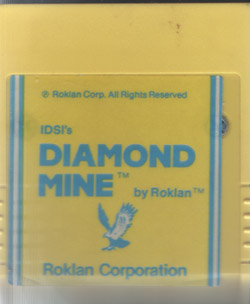 © Roklan Corp. All Rights Reserved
IDSI's
DIAMOND
MINE™
by Roklan™
Roklan Corporation